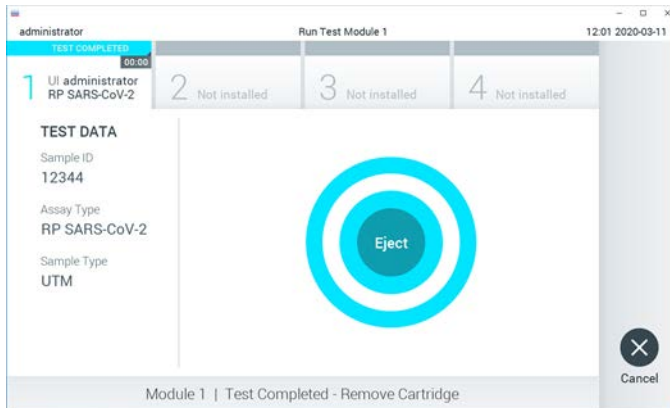 administrator Run Test Module 1 12:01 2020-03-11
TEST COMPLETED
00:00
1 UI administrator
RP SARS-CoV-2
2 Not installed
3 Not installed
4 Not installed
TEST DATA
Sample ID
12344
Assay Type
RP SARS-CoV-2
Sample Type
UTM
Eject
Cancel
Module 1 | Test Completed - Remove Cartridge